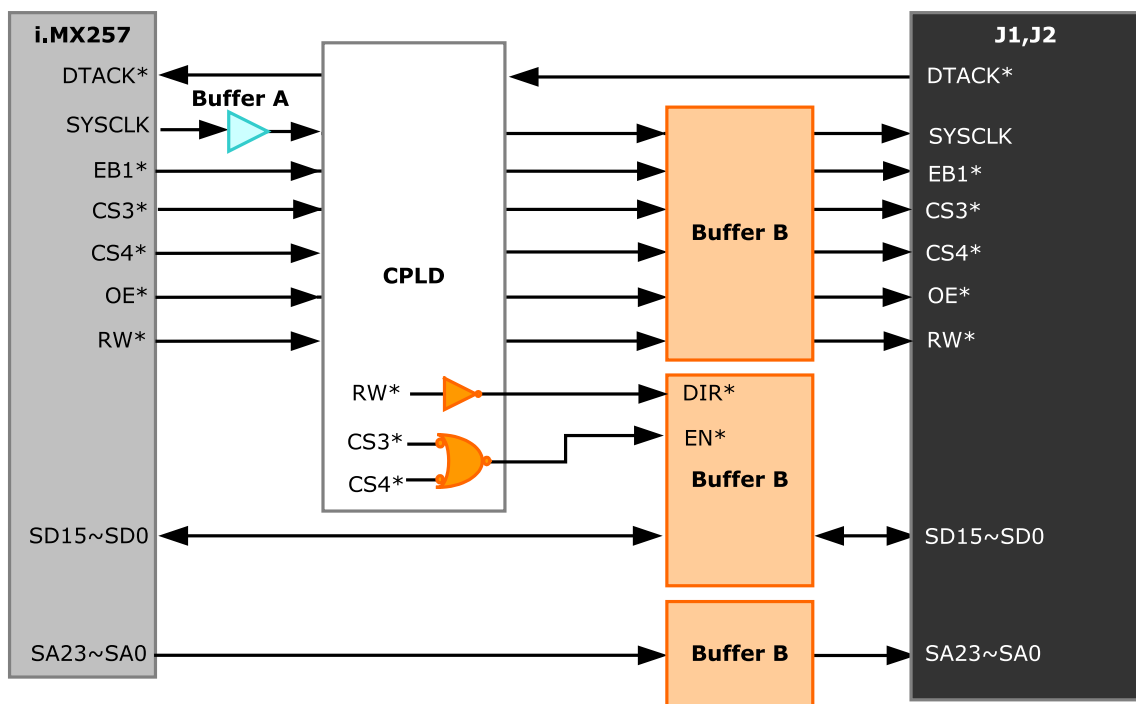 i.MX257
J1,J2
DTACK*
DTACK*
Buffer A
SYSCLK
SYSCLK
EB1*
EB1*
CS3*
CS3*
Buffer B
CS4*
CS4*
CPLD
OE*
OE*
RW*
RW*
RW*
DIR*
CS3*
EN*
CS4*
Buffer B
SD15~SD0
SD15~SD0
SA23~SA0
Buffer B
SA23~SA0